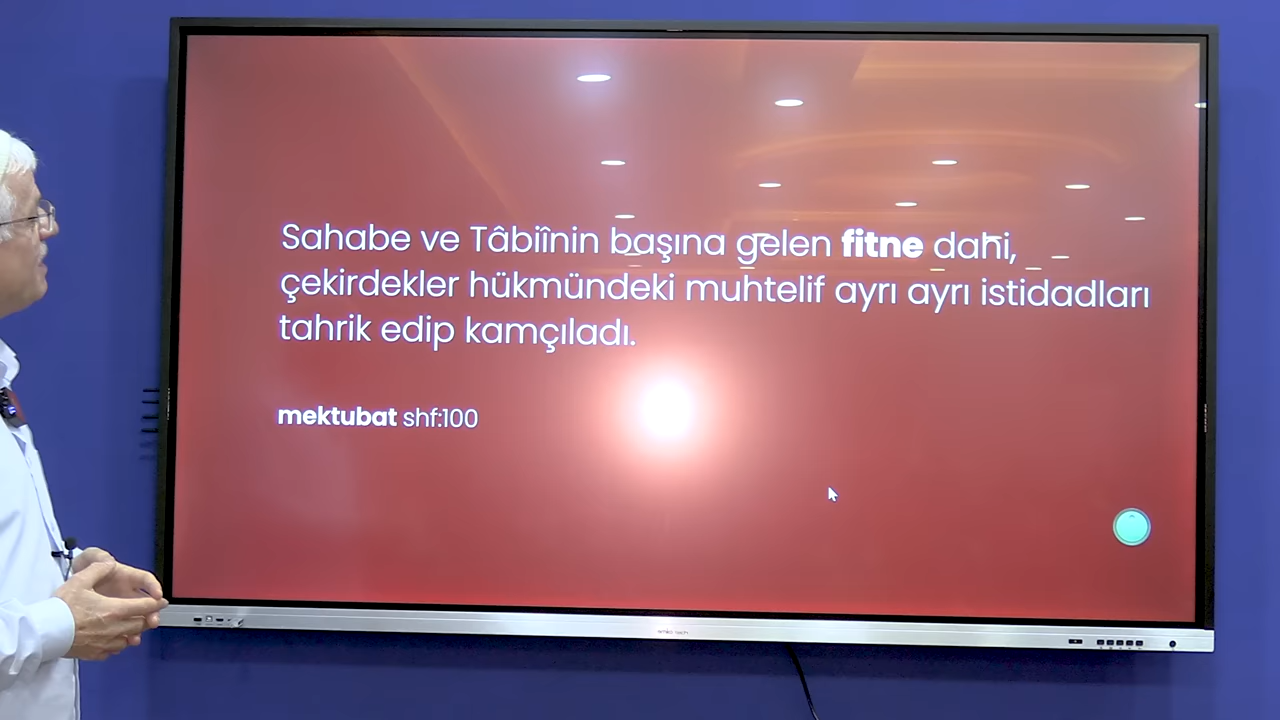 Sahabe ve Tâbiînin başına gelen fitne dahi,
çekirdekler hükmündeki muhtelif ayrı ayrı istidadları
tahrik edip kamçıladı.
mektubat shf:100